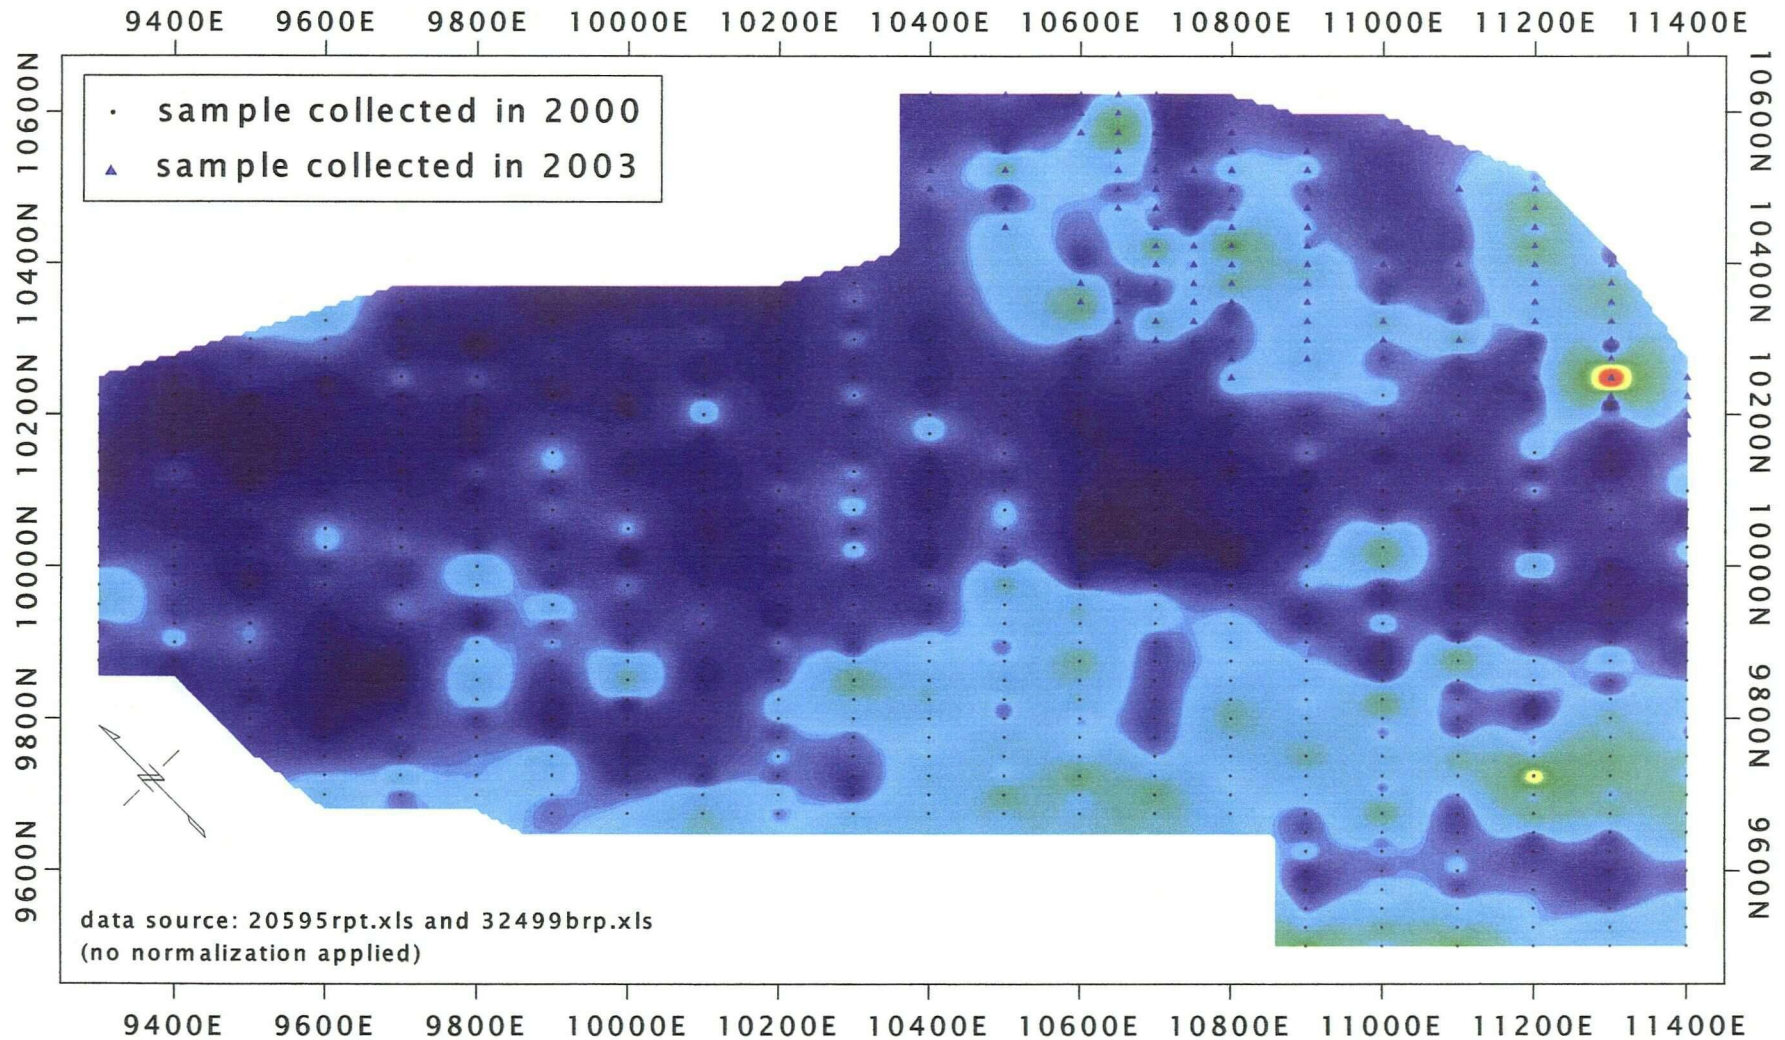 9400E 9600E 9800E 10000E 10200E 10400E 10600E 10800E 11000E 11200E 11400E
sample collected in 2000
sample collected in 2003
10600N
10400N
10200N
10000N
9800N
9600N
10600N
10400N
10200N
10000N
9800N
9600N
N
data source: 20595rpt.xls and 32499brp.xls
(no normalization applied)
9400E 9600E 9800E 10000E 10200E 10400E 10600E 10800E 11000E 11200E 11400E